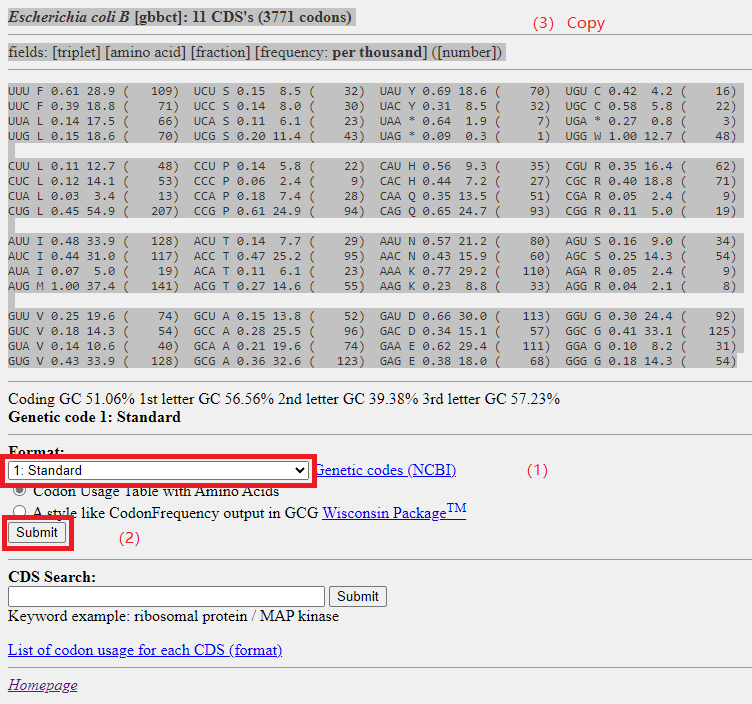 Escherichia coli B [gbbct]: 11 CDS's (3771 codons)
(3) Copy
fields: [triplet] [amino acid] [fraction] [frequency: per thousand] ([number])
UUU F 0.61 28.9 (   109)  UCU S 0.15  8.5 (    32)  UAU Y 0.69 18.6 (    70)  UGU C 0.42  4.2 (    16)
UUC F 0.39 18.8 (    71)  UCC S 0.14  8.0 (    30)  UAC Y 0.31  8.5 (    32)  UGC C 0.58  5.8 (    22)
UUA L 0.14 17.5 (    66)  UCA S 0.11  6.1 (    23)  UAA * 0.64  1.9 (     7)  UGA * 0.27  0.8 (     3)
UUG L 0.15 18.6 (    70)  UCG S 0.20 11.4 (    43)  UAG * 0.09  0.3 (     1)  UGG W 1.00 12.7 (    48)
CUU L 0.11 12.7 (    48)  CCU P 0.14  5.8 (    22)  CAU H 0.56  9.3 (    35)  CGU R 0.35 16.4 (    62)
CUC L 0.12 14.1 (    53)  CCC P 0.06  2.4 (     9)  CAC H 0.44  7.2 (    27)  CGC R 0.40 18.8 (    71)
CUA L 0.03  3.4 (    13)  CCA P 0.18  7.4 (    28)  CAA Q 0.35 13.5 (    51)  CGA R 0.05  2.4 (     9)
CUG L 0.45 54.9 (   207)  CCG P 0.61 24.9 (    94)  CAG Q 0.65 24.7 (    93)  CGG R 0.11  5.0 (    19)
AUU I 0.48 33.9 (   128)  ACU T 0.14  7.7 (    29)  AAU N 0.57 21.2 (    80)  AGU S 0.16  9.0 (    34)
AUC I 0.44 31.0 (   117)  ACC T 0.47 25.2 (    95)  AAC N 0.43 15.9 (    60)  AGC S 0.25 14.3 (    54)
AUA I 0.07  5.0 (    19)  ACA T 0.11  6.1 (    23)  AAA K 0.77 29.2 (   110)  AGA R 0.05  2.4 (     9)
AUG M 1.00 37.4 (   141)  ACG T 0.27 14.6 (    55)  AAG K 0.23  8.8 (    33)  AGG R 0.04  2.1 (     8)
GUU V 0.25 19.6 (    74)  GCU A 0.15 13.8 (    52)  GAU D 0.66 30.0 (   113)  GGU G 0.30 24.4 (    92)
GUC V 0.18 14.3 (    54)  GCC A 0.28 25.5 (    96)  GAC D 0.34 15.1 (    57)  GGC G 0.41 33.1 (   125)
GUA V 0.14 10.6 (    40)  GCA A 0.21 19.6 (    74)  GAA E 0.62 29.4 (   111)  GGA G 0.10  8.2 (    31)
GUG V 0.43 33.9 (   128)  GCG A 0.36 32.6 (   123)  GAG E 0.38 18.0 (    68)  GGG G 0.18 14.3 (    54)
Coding GC 51.06% 1st letter GC 56.56% 2nd letter GC 39.38% 3rd letter GC 57.23%
Genetic code 1: Standard
Format:
1: Standard Genetic codes (NCBI) (1)
Codon Usage Table with Amino Acids
A style like CodonFrequency output in GCG Wisconsin Package™
Submit (2)
CDS Search:
Submit
Keyword example: ribosomal protein / MAP kinase
List of codon usage for each CDS (format)
Homepage